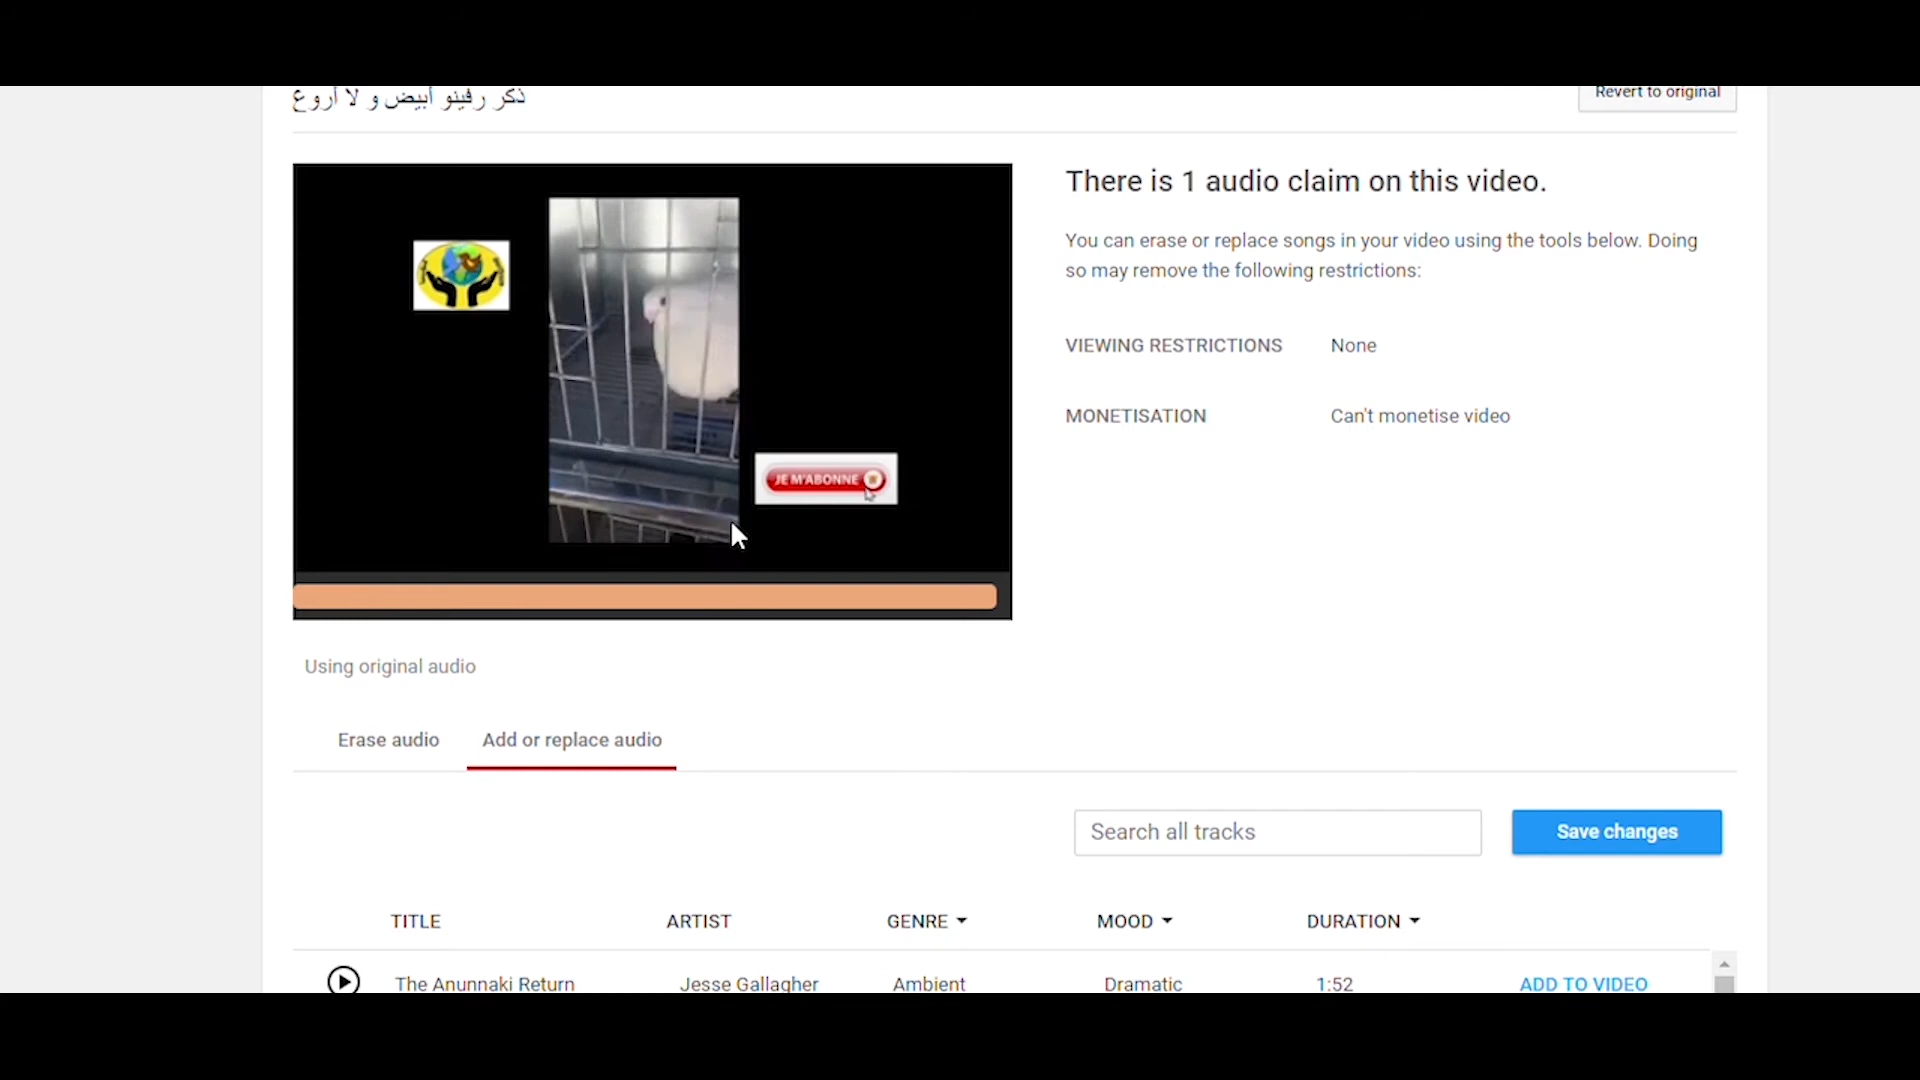 ذكر رفينو أبيض و لا أروع
Revert to original
There is 1 audio claim on this video.
You can erase or replace songs in your video using the tools below. Doing
so may remove the following restrictions:
VIEWING RESTRICTIONS None
MONETISATION Can't monetise video
JE M'ABONNE
Using original audio
Erase audio Add or replace audio
Search all tracks Save changes
TITLE ARTIST GENRE MOOD DURATION
The Anunnaki Return Jesse Gallagher Ambient Dramatic 1:52 ADD TO VIDEO